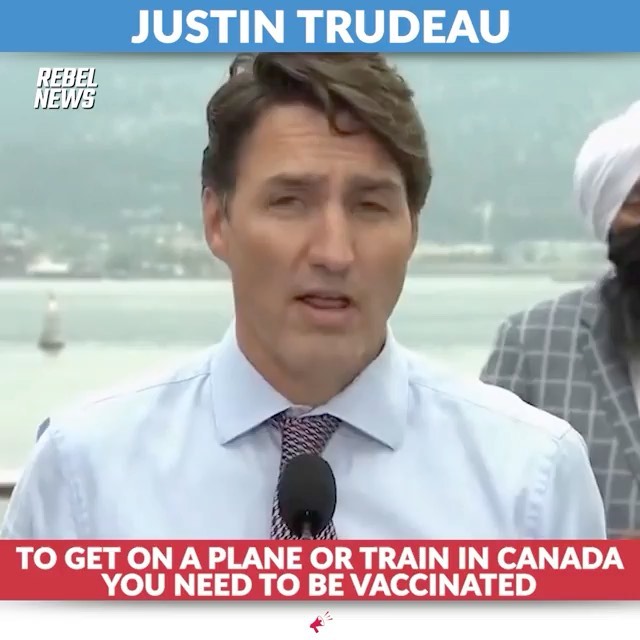 JUSTIN TRUDEAU
REBEL
NEWS
TO GET ON A PLANE OR TRAIN IN CANADA
YOU NEED TO BE VACCINATED